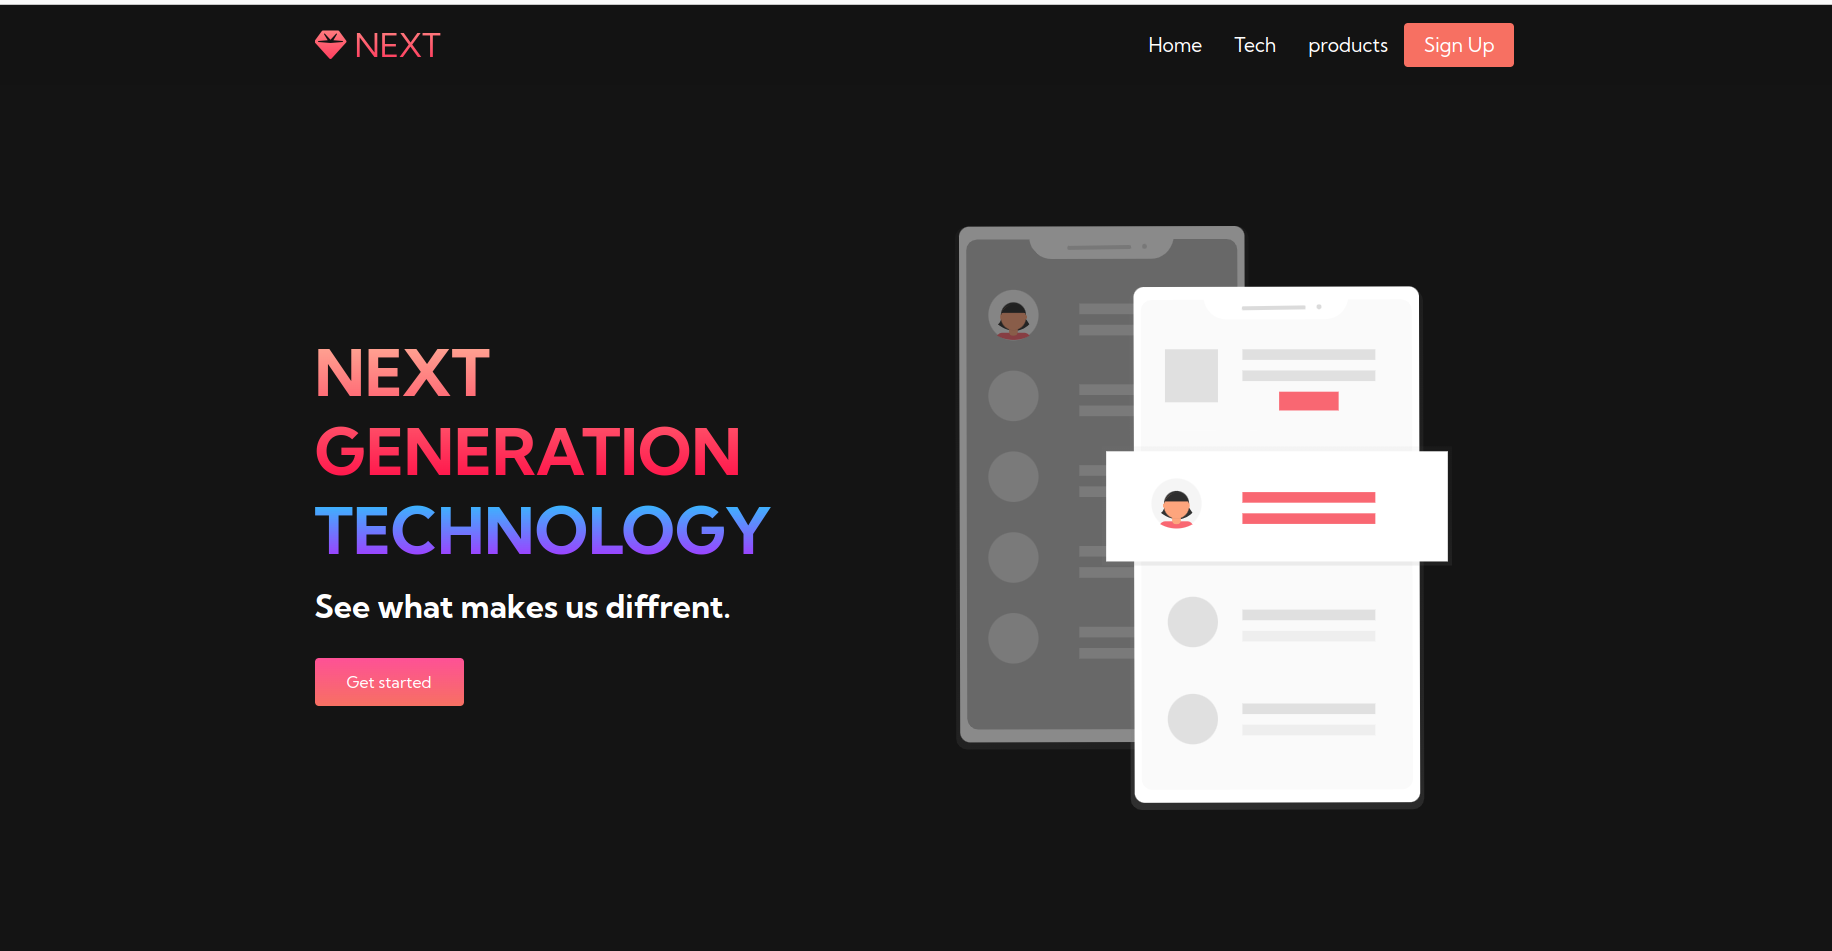 NEXT
Home
Tech
products
Sign Up
NEXT
GENERATION
TECHNOLOGY
See what makes us diffrent.
Get started